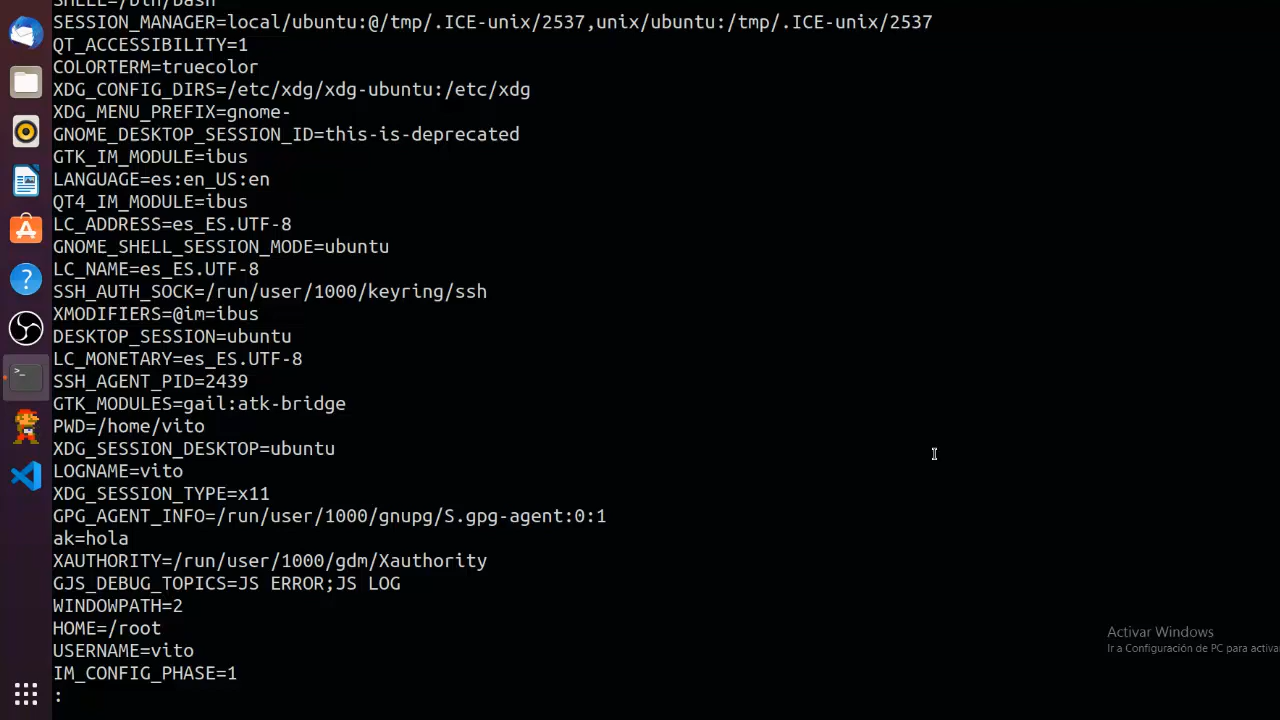 SHELL=/bin/bash
SESSION_MANAGER=local/ubuntu:@/tmp/.ICE-unix/2537,unix/ubuntu:/tmp/.ICE-unix/2537
QT_ACCESSIBILITY=1
COLORTERM=truecolor
XDG_CONFIG_DIRS=/etc/xdg/xdg-ubuntu:/etc/xdg
XDG_MENU_PREFIX=gnome-
GNOME_DESKTOP_SESSION_ID=this-is-deprecated
GTK_IM_MODULE=ibus
LANGUAGE=es:en_US:en
QT4_IM_MODULE=ibus
LC_ADDRESS=es_ES.UTF-8
GNOME_SHELL_SESSION_MODE=ubuntu
LC_NAME=es_ES.UTF-8
SSH_AUTH_SOCK=/run/user/1000/keyring/ssh
XMODIFIERS=@im=ibus
DESKTOP_SESSION=ubuntu
LC_MONETARY=es_ES.UTF-8
SSH_AGENT_PID=2439
GTK_MODULES=gail:atk-bridge
PWD=/home/vito
XDG_SESSION_DESKTOP=ubuntu
LOGNAME=vito
XDG_SESSION_TYPE=x11
GPG_AGENT_INFO=/run/user/1000/gnupg/S.gpg-agent:0:1
ak=hola
XAUTHORITY=/run/user/1000/gdm/Xauthority
GJS_DEBUG_TOPICS=JS ERROR;JS LOG
WINDOWPATH=2
HOME=/root
USERNAME=vito
IM_CONFIG_PHASE=1
:
Activar Windows
Ir a Configuración de PC para activar